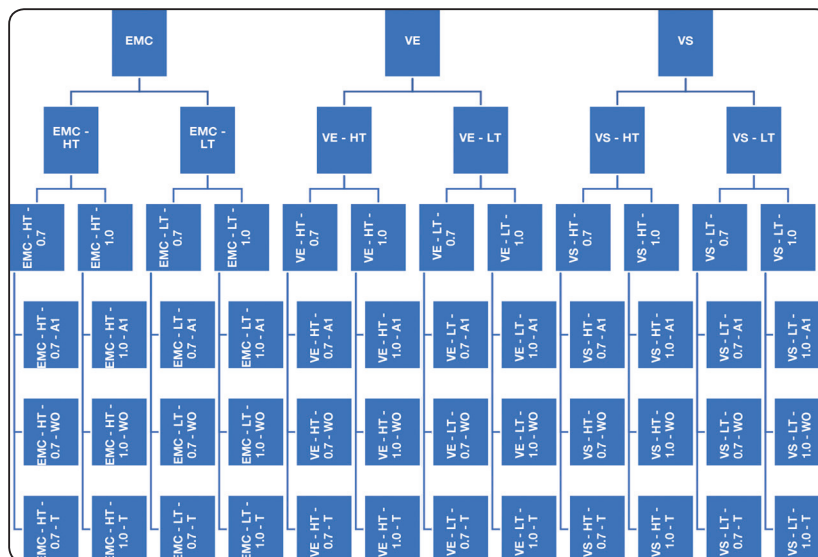 EMC
VE
VS
EMC -
HT
EMC -
LT
VE - HT
VE - LT
VS - HT
VS - LT
EMC - HT -
0.7
EMC - HT -
1.0
EMC - LT -
0.7
EMC - LT -
1.0
VE - HT -
0.7
VE - HT -
1.0
VE - LT -
0.7
VE - LT -
1.0
VS - HT -
0.7
VS - HT -
1.0
VS - LT -
0.7
VS - LT -
1.0
EMC - HT -
0.7 - A1
EMC - HT -
1.0 - A1
EMC - LT -
0.7 - A1
EMC - LT -
1.0 - A1
VE - HT -
0.7 - A1
VE - HT -
1.0 - A1
VE - LT -
0.7 - A1
VE - LT -
1.0 - A1
VS - HT -
0.7 - A1
VS - HT -
1.0 - A1
VS - LT -
0.7 - A1
VS - LT -
1.0 - A1
EMC - HT -
0.7 - WO
EMC - HT -
1.0 - WO
EMC - LT -
0.7 - WO
EMC - LT -
1.0 - WO
VE - HT -
0.7 - WO
VE - HT -
1.0 - WO
VE - LT -
0.7 - WO
VE - LT -
1.0 - WO
VS - HT -
0.7 - WO
VS - HT -
1.0 - WO
VS - LT -
0.7 - WO
VS - LT -
1.0 - WO
EMC - HT -
0.7 - T
EMC - HT -
1.0 - T
EMC - LT -
0.7 - T
EMC - LT -
1.0 - T
VE - HT -
0.7 - T
VE - HT -
1.0 - T
VE - LT -
0.7 - T
VE - LT -
1.0 - T
VS - HT -
0.7 - T
VS - HT -
1.0 - T
VS - LT -
0.7 - T
VS - LT -
1.0 - T